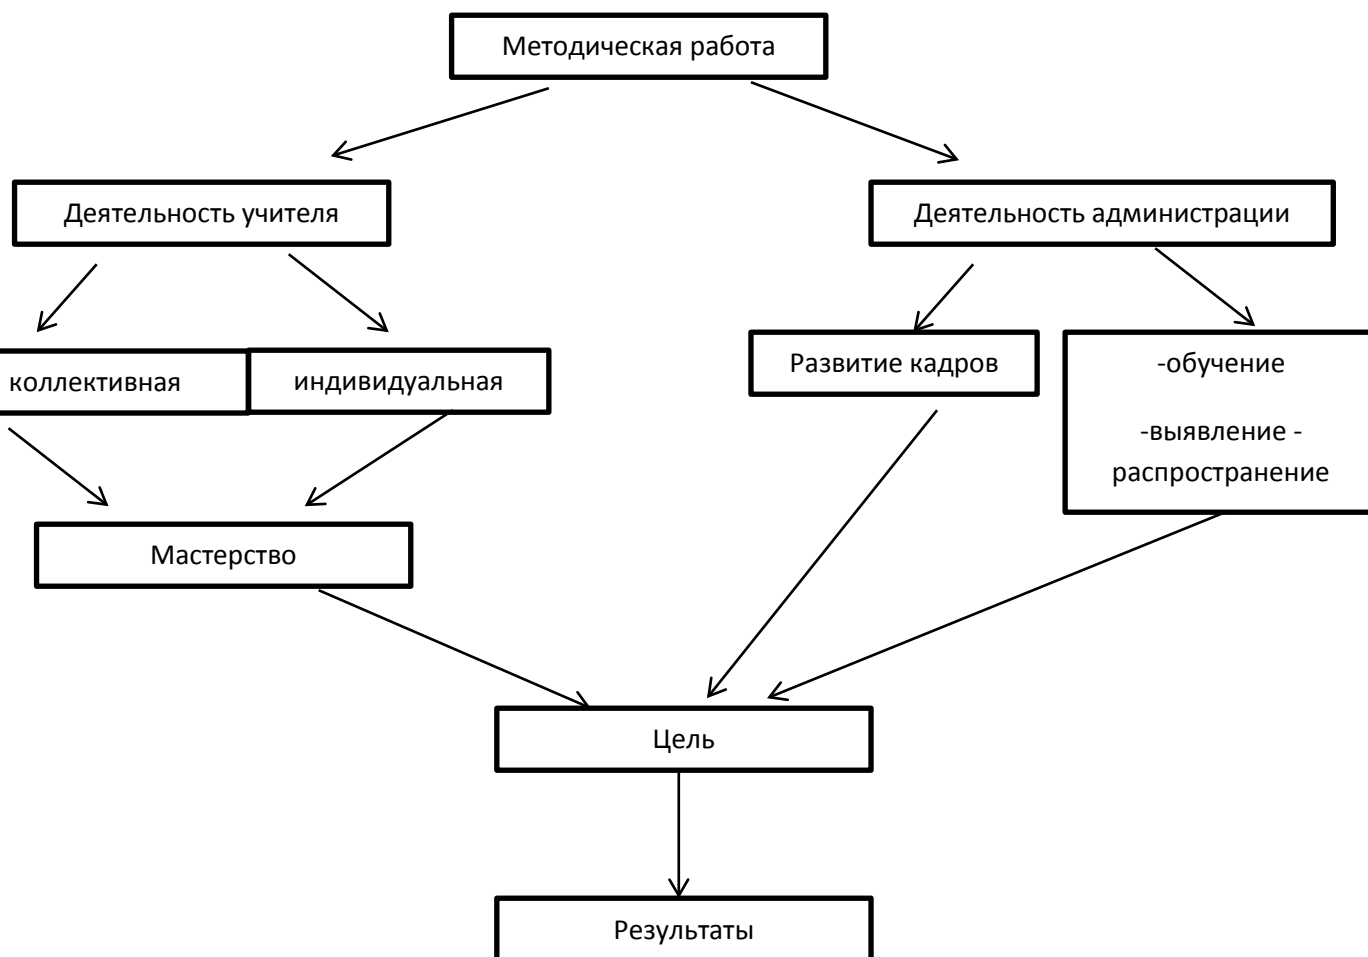 Методическая работа
Деятельность учителя
Деятельность администрации
коллективная
индивидуальная
Развитие кадров
-обучение
-выявление -
распространение
Мастерство
Цель
Результаты